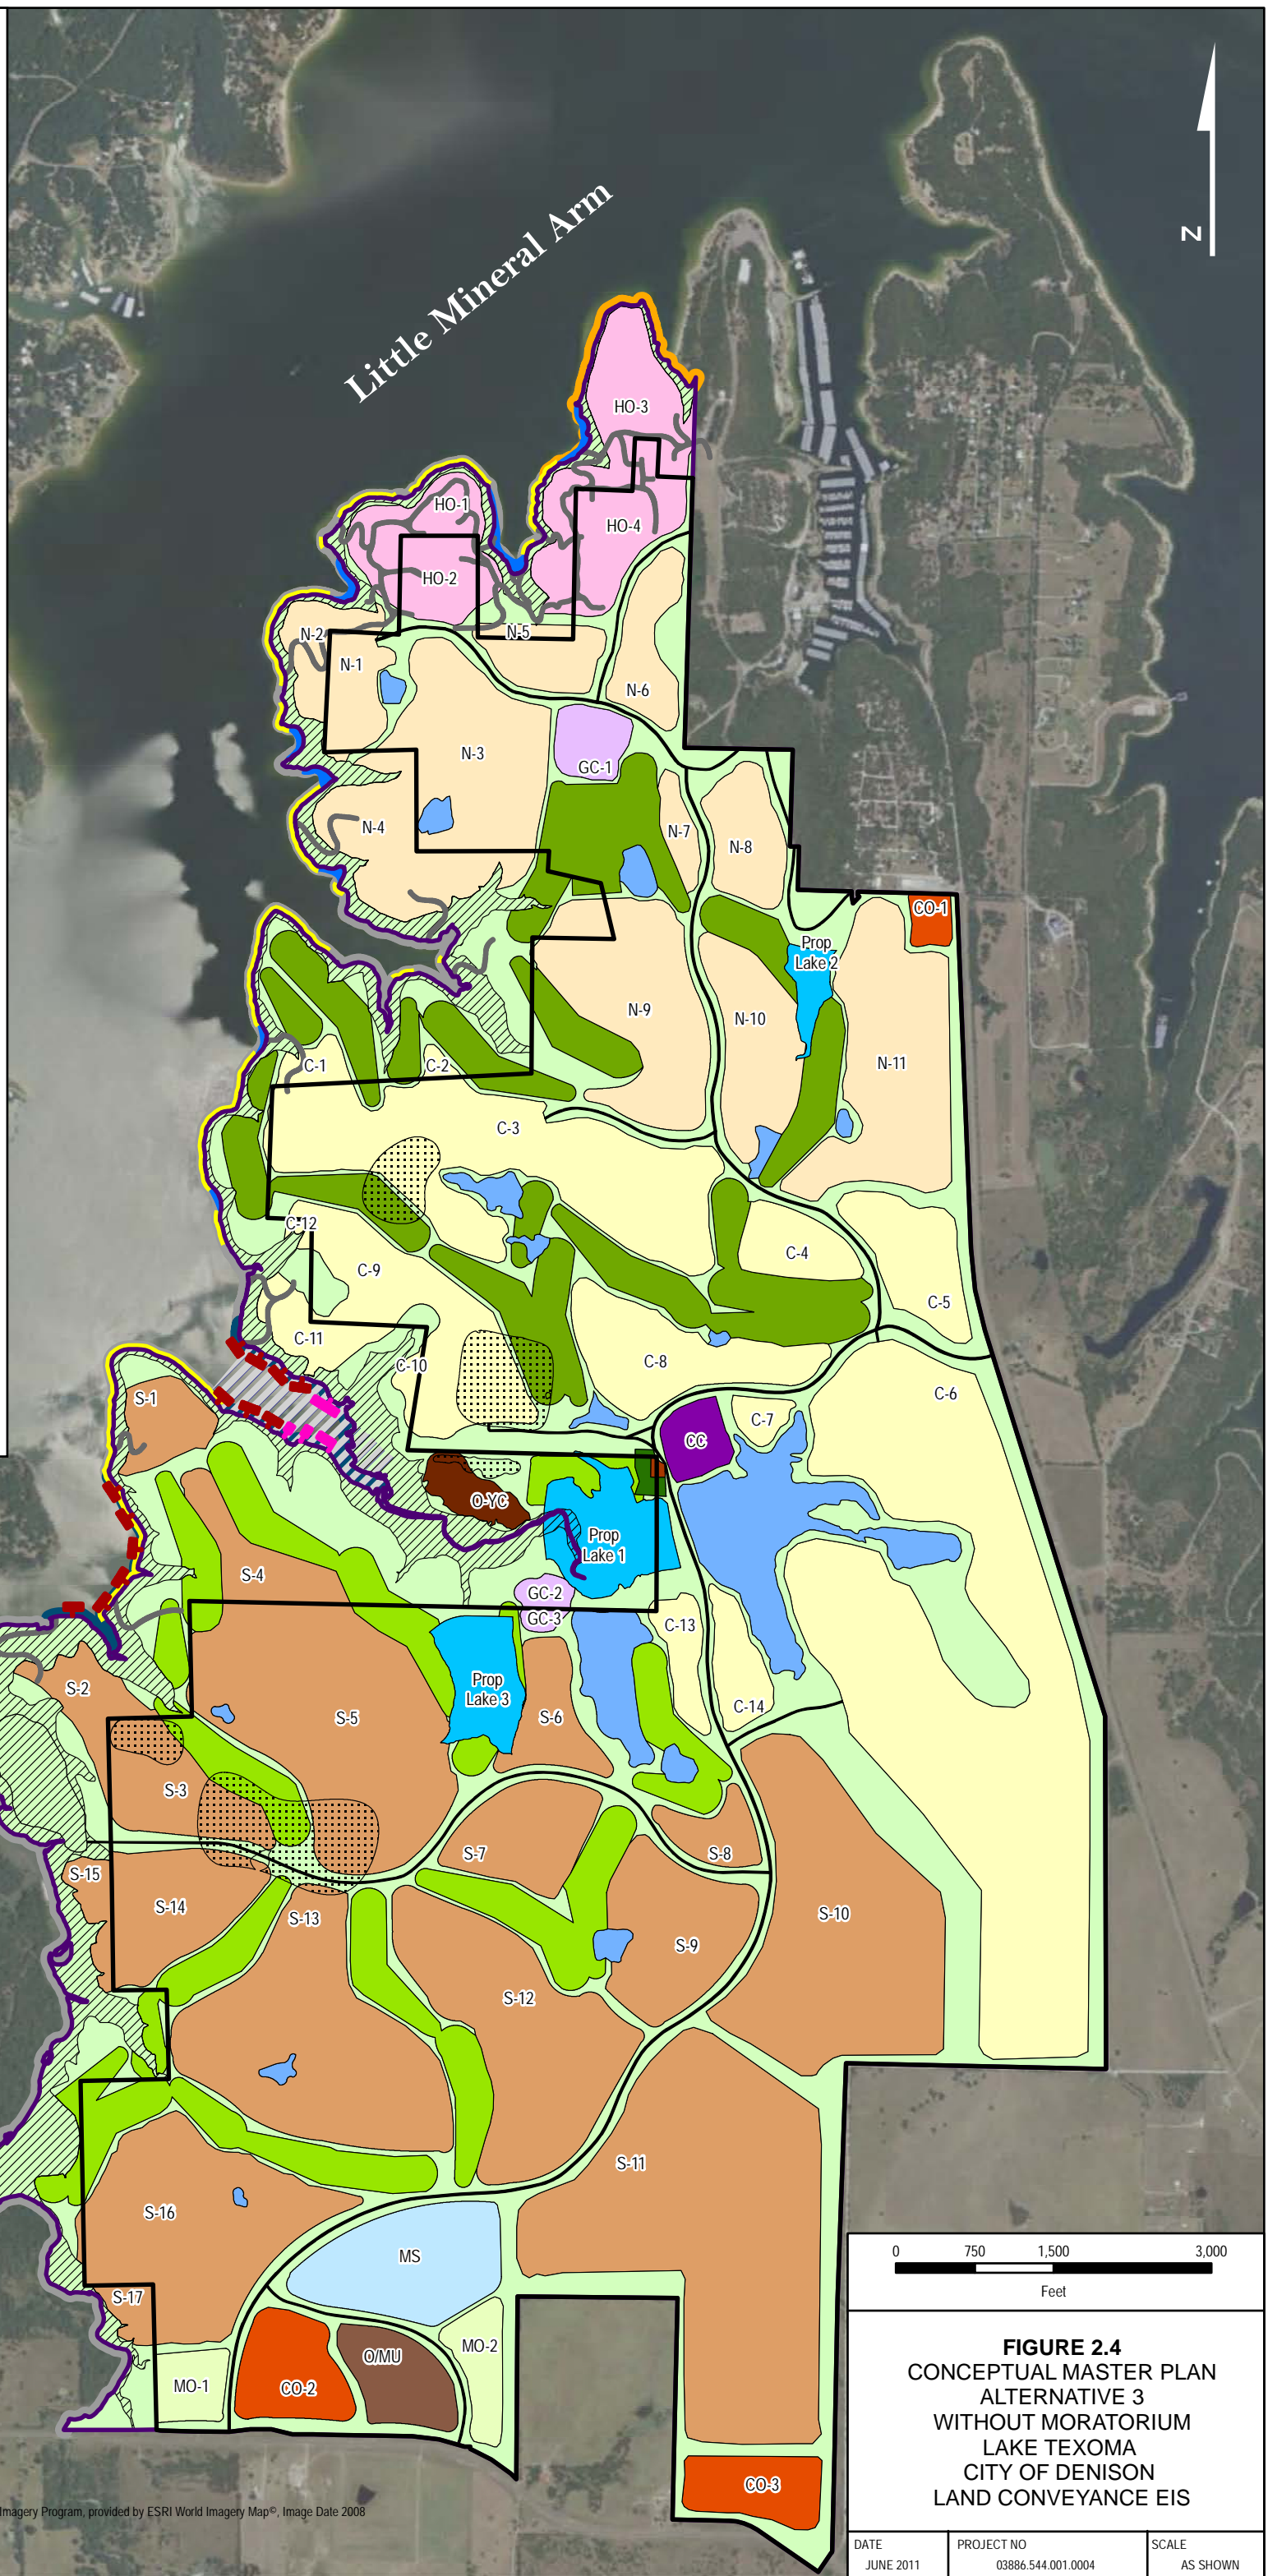 Little Mineral Arm
N
HO-3
HO-1
HO-4
HO-2
N-5
N-2
N-1
N-6
N-3
GC-1
N-4
N-7
N-8
CO-1
Prop
Lake 2
N-9
N-10
N-11
C-1
C-2
C-3
C-12
C-4
C-9
C-5
C-11
C-10
C-8
C-6
S-1
C-7
CC
O-YC
Prop
Lake 1
S-4
GC-2
GC-3
C-13
S-2
Prop
Lake 3
C-14
S-5
S-6
S-3
S-7
S-8
S-15
S-14
S-13
S-10
S-9
S-12
S-11
S-16
MS
S-17
MO-2
O/MU
MO-1
CO-2
CO-3
0 750 1,500 3,000
Feet
FIGURE 2.4
CONCEPTUAL MASTER PLAN
ALTERNATIVE 3
WITHOUT MORATORIUM
LAKE TEXOMA
CITY OF DENISON
LAND CONVEYANCE EIS
DATE PROJECT NO SCALE
JUNE 2011 03886.544.001.0004 AS SHOWN
Imagery Program, provided by ESRI World Imagery Map©, Image Date 2008